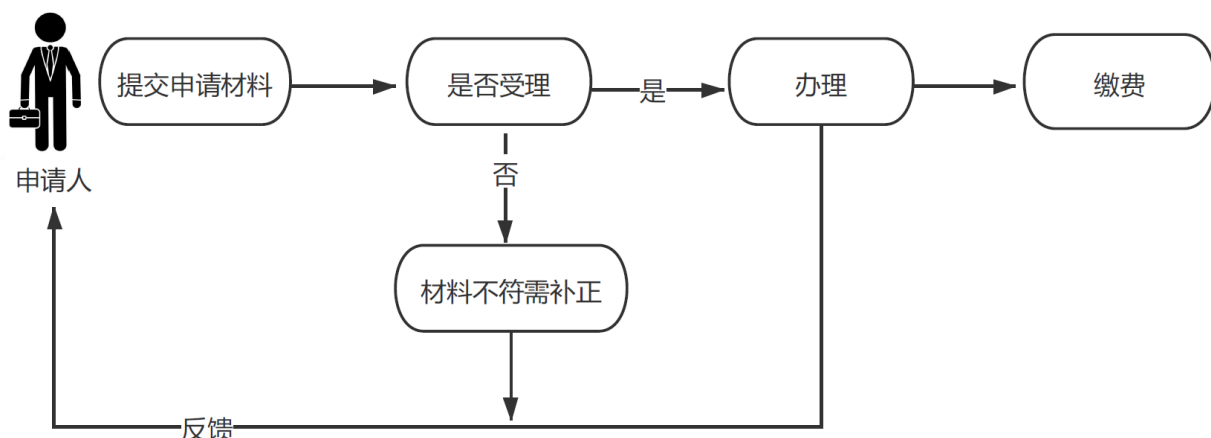 提交申请材料
是否受理
是
办理
缴费
申请人
否
材料不符需补正
反馈